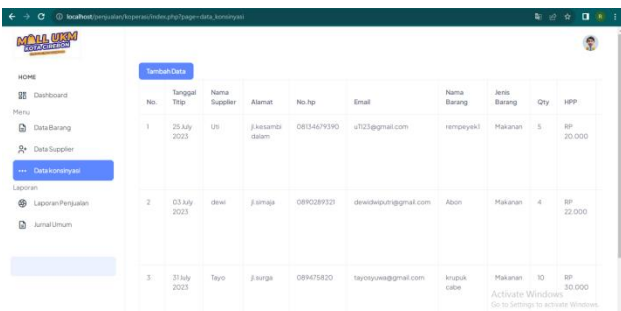 localhost/penjualan/koperasi/index.php?page=data_konsinyasi
MALL UKM
KOTA CIREBON
HOME
Dashboard
Menu
Data Barang
Data Supplier
Data konsinyasi
Laporan
Laporan Penjualan
Jurnal Umum
Tambah Data
No. Tanggal Titip Nama Supplier Alamat No.hp Email Nama Barang Jenis Barang Qty HPP
1 25 July 2023 Uti jl.kesambi dalam 08134679390 uTI23@gmail.com rempeyek1 Makanan 5 RP 20.000
2 03 July 2023 dewi jl.omaja 0890289321 dewidwiputri@gmail.com Abon Makanan 4 RP 22.000
3 31 July 2023 Tayo jl.surga 089475820 tayosyuwa@gmail.com krupuk cabe Makanan 10 RP 30.000
Activate Windows
Go to Settings to activate Windows.